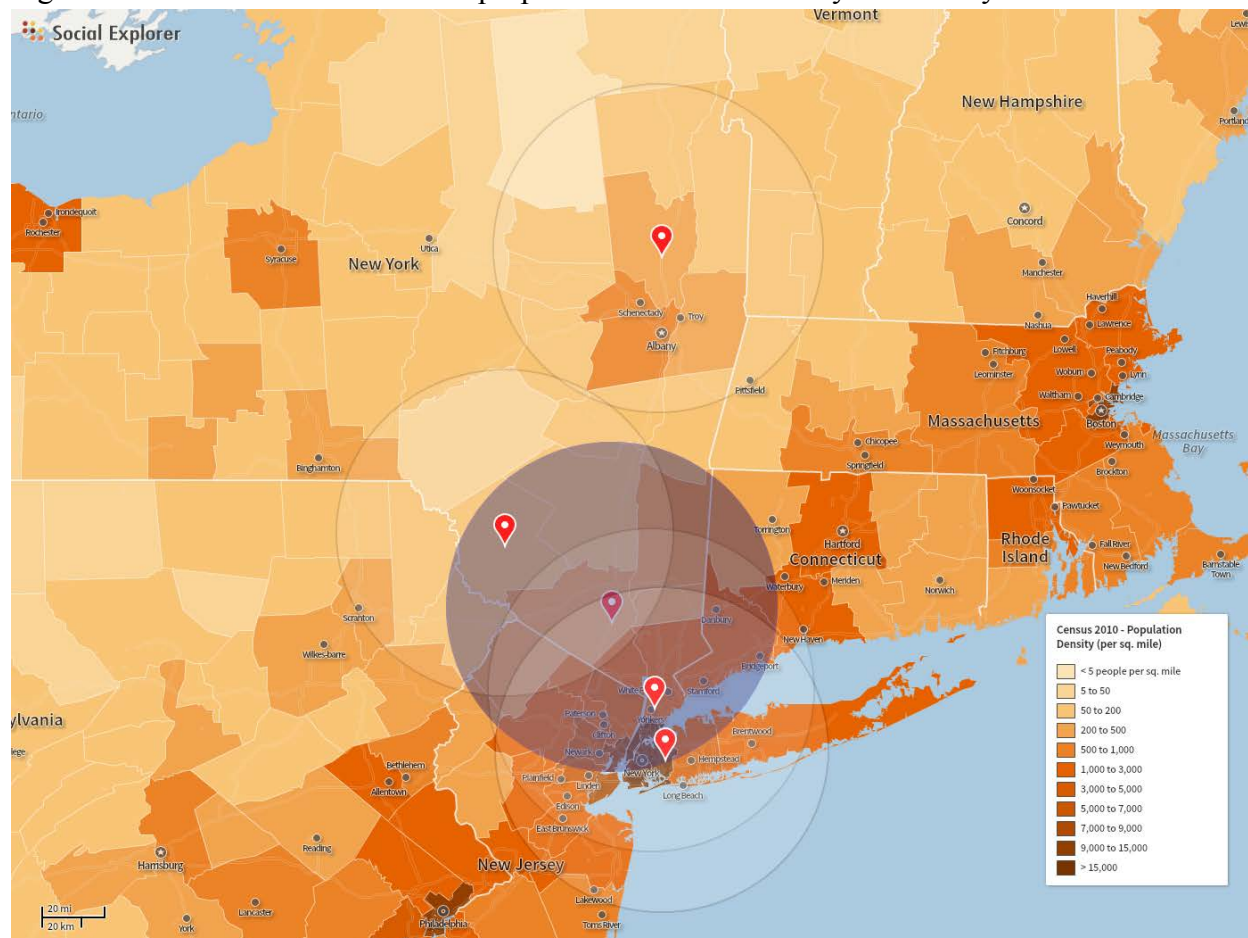 Vermont
Social Explorer
Lewis
New Hampshire
ntario
Portland
Irondequoit
Rochester
Concord
Utica
Syracuse
New York
Manchester
Haverhill
Schenectady
Troy
Nashua
Lawrence
Albany
Fitchburg
Lowell
Peabody
Leominster
Woburn
Lynn
Pittsfield
Waltham
Cambridge
Boston
Massachusetts
Chicopee
Weymouth
Massachusetts
Bay
Binghamton
Springfield
Brockton
Woonsocket
Pawtucket
Torrington
Hartford
Rhode
Island
Connecticut
Fall River
New Bedford
Barnstable
Town
Waterbury
Meriden
Norwich
Scranton
Danbury
New Haven
Wilkes-barre
Bridgeport
Stamford
Yonkers
Paterson
Clifton
Brentwood
Newark
Hempstead
New York
Plainfield
Linden
Long Beach
Edison
East Brunswick
ylvania
lege
Bethlehem
Allentown
Reading
Harrisburg
New Jersey
Lancaster
Lakewood
York
Philadelphia
Toms River
20 mi
20 km
Census 2010 - Population
Density (per sq. mile)
< 5 people per sq. mile
5 to 50
50 to 200
200 to 500
500 to 1,000
1,000 to 3,000
3,000 to 5,000
5,000 to 7,000
7,000 to 9,000
9,000 to 15,000
> 15,000